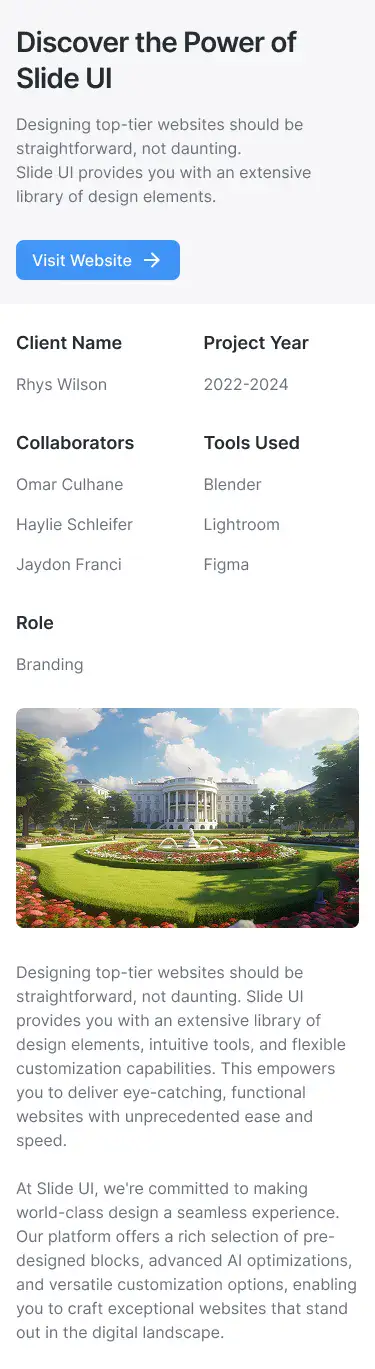 Discover the Power of
Slide UI
Designing top-tier websites should be
straightforward, not daunting.
Slide UI provides you with an extensive
library of design elements.
Visit Website
Client Name
Rhys Wilson
Project Year
2022-2024
Collaborators
Omar Culhane
Haylie Schleifer
Jaydon Franci
Tools Used
Blender
Lightroom
Figma
Role
Branding
Designing top-tier websites should be
straightforward, not daunting. Slide UI
provides you with an extensive library of
design elements, intuitive tools, and flexible
customization capabilities. This empowers
you to deliver eye-catching, functional
websites with unprecedented ease and
speed.
At Slide UI, we're committed to making
world-class design a seamless experience.
Our platform offers a rich selection of pre-
designed blocks, advanced AI optimizations,
and versatile customization options, enabling
you to craft exceptional websites that stand
out in the digital landscape.